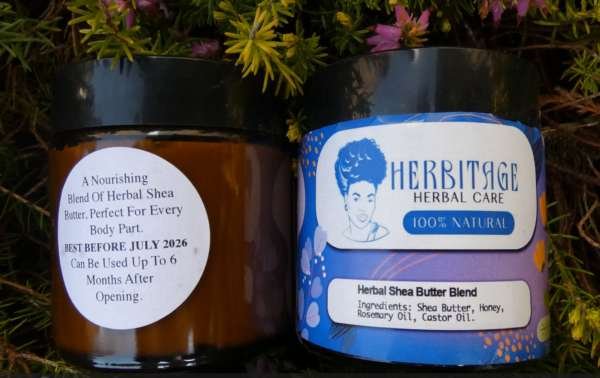 A Nourishing
Blend Of Herbal Shea
Butter, Perfect For Every
Body Part.
BEST BEFORE JULY 2026
Can Be Used Up To 6
Months After
Opening.
HERBITAGE
HERBAL CARE
100% NATURAL
Herbal Shea Butter Blend
Ingredients: Shea Butter, Honey,
Rosemary Oil, Castor Oil.